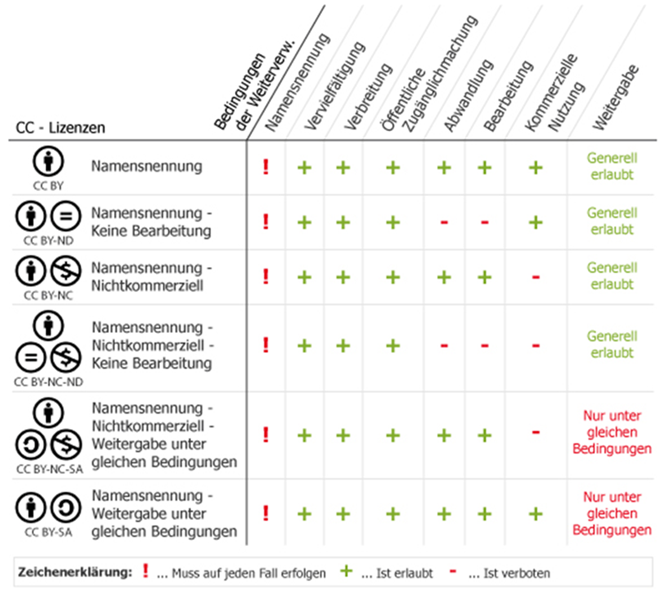 CC - Lizenzen
Bedingungen
der Weiterverw.
Namensnennung
Vervielfältigung
Verbreitung
Öffentliche
Zugänglichmachung
Abwandlung
Bearbeitung
Kommerzielle
Nutzung
Weitergabe
CC BY
Namensnennung
! + + + + + +
Generell
erlaubt
CC BY-ND
Namensnennung -
Keine Bearbeitung
! + + + - - +
Generell
erlaubt
CC BY-NC
Namensnennung -
Nichtkommerziell
! + + + + + -
Generell
erlaubt
CC BY-NC-ND
Namensnennung -
Nichtkommerziell -
Keine Bearbeitung
! + + + - - -
Generell
erlaubt
CC BY-NC-SA
Namensnennung -
Nichtkommerziell -
Weitergabe unter
gleichen Bedingungen
! + + + + + -
Nur unter
gleichen
Bedingungen
CC BY-SA
Namensnennung -
Weitergabe unter
gleichen Bedingungen
! + + + + + +
Nur unter
gleichen
Bedingungen
Zeichenerklärung: ! ... Muss auf jeden Fall erfolgen + ... Ist erlaubt - ... Ist verboten